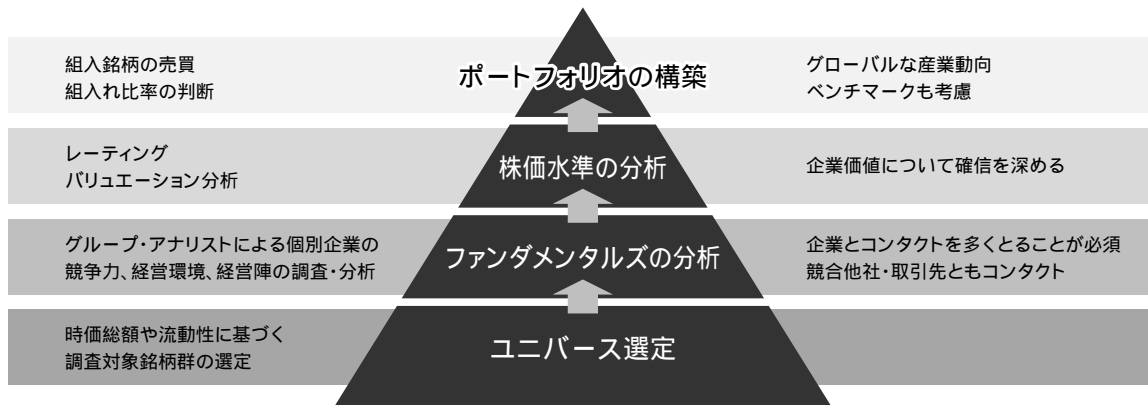 組入銘柄の売買
組入れ比率の判断
ポートフォリオの構築
グローバルな産業動向
ベンチマークも考慮
レーティング
バリュエーション分析
株価水準の分析
企業価値について確信を深める
グループ・アナリストによる個別企業の
競争力、経営環境、経営陣の調査・分析
ファンダメンタルズの分析
企業とコンタクトを多くとることが必須
競合他社・取引先ともコンタクト
時価総額や流動性に基づく
調査対象銘柄群の選定
ユニバース選定